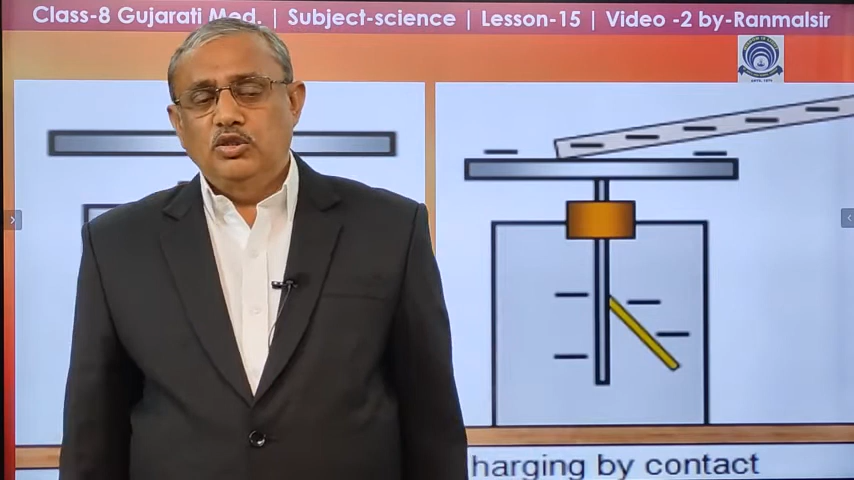 Class-8 Gujarati Med. | Subject-science | Lesson-15 | Video -2 by-Ranmalsir
harging by contact